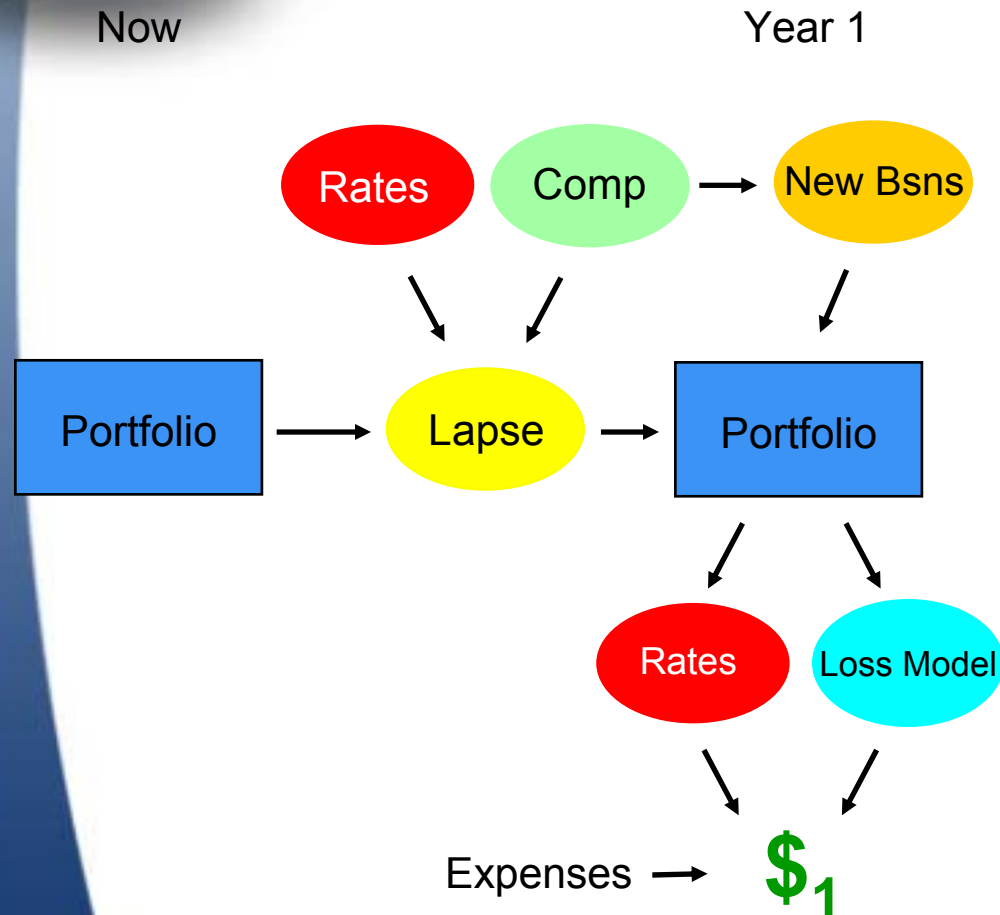 Now
Year 1
Rates
Comp
New Bsns
Portfolio
Lapse
Portfolio
Rates
Loss Model
Expenses
$1